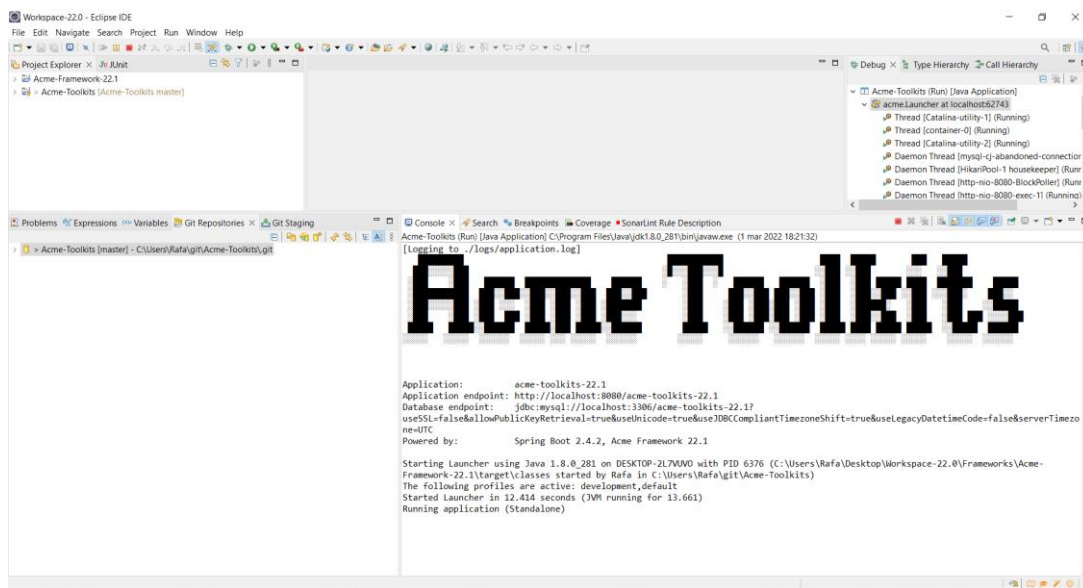 Workspace-22.0 - Eclipse IDE
File Edit Navigate Search Project Run Window Help
Project Explorer × JUnit
Acme-Framework-22.1
> Acme-Toolkits [Acme-Toolkits master]
Debug × Type Hierarchy Call Hierarchy
Acme-Toolkits (Run) [Java Application]
acme.Launcher at localhost:62743
Thread [Catalina-utility-1] (Running)
Thread [container-0] (Running)
Thread [Catalina-utility-2] (Running)
Daemon Thread [mysql-cj-abandoned-connection
Daemon Thread [HikariPool-1 housekeeper] (Runr
Daemon Thread [http-nio-8080-BlockPoller] (Runr
Daemon Thread [http-nio-8080-exec-1] (Running)
Problems Expressions Variables Git Repositories × Git Staging
> Acme-Toolkits [master] - C:\Users\Rafa\git\Acme-Toolkits\.git
Console × Search Breakpoints Coverage SonarLint Rule Description
Acme-Toolkits (Run) [Java Application] C:\Program Files\Java\jdk1.8.0_281\bin\javaw.exe (1 mar 2022 18:21:32)
[Logging to ./logs/application.log]
Acme Toolkits
Application: acme-toolkits-22.1
Application endpoint: http://localhost:8080/acme-toolkits-22.1
Database endpoint: jdbc:mysql://localhost:3306/acme-toolkits-22.1?
useSSL=false&allowPublicKeyRetrieval=true&useUnicode=true&useJDBCCompliantTimezoneShift=true&useLegacyDatetimeCode=false&serverTimezo
ne=UTC
Powered by: Spring Boot 2.4.2, Acme Framework 22.1
Starting Launcher using Java 1.8.0_281 on DESKTOP-2L7VUVO with PID 6376 (C:\Users\Rafa\Desktop\Workspace-22.0\Frameworks\Acme-
Framework-22.1\target\classes started by Rafa in C:\Users\Rafa\git\Acme-Toolkits)
The following profiles are active: development,default
Started Launcher in 12.414 seconds (JVM running for 13.661)
Running application (Standalone)